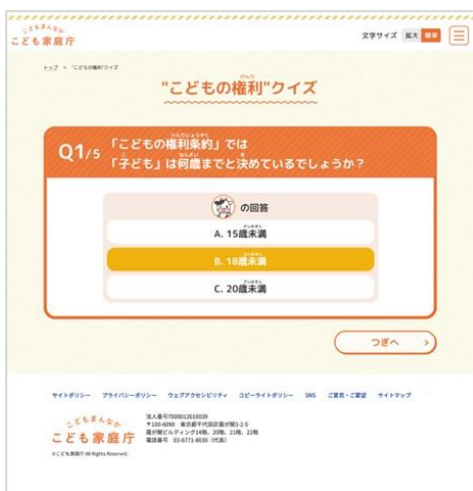 こどもまんなか
こども家庭庁
文字サイズ 拡大 標準
トップ > "こどもの権利"クイズ
"こどもの権利"クイズ
Q1/5 「こどもの権利条約」では
「子ども」は何歳までと決めているでしょうか？
の回答
A. 15歳未満
B. 18歳未満
C. 20歳未満
つぎへ
サイトポリシー プライバシーポリシー ウェブアクセシビリティ コピーライトポリシー SNS ご意見・ご要望 サイトマップ
こどもまんなか
こども家庭庁
法人番号7000012010039
〒100-6090 東京都千代田区霞が関3-2-5
霞が関ビルディング14階、20階、21階、22階
電話番号 03-6771-8030（代表）
©こども家庭庁 All Rights Reserved.